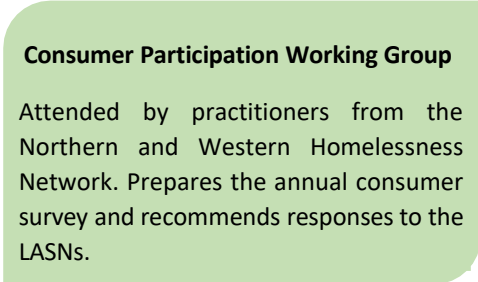 Consumer Participation Working Group
Attended by practitioners from the
Northern and Western Homelessness
Network. Prepares the annual consumer
survey and recommends responses to the
LASNs.